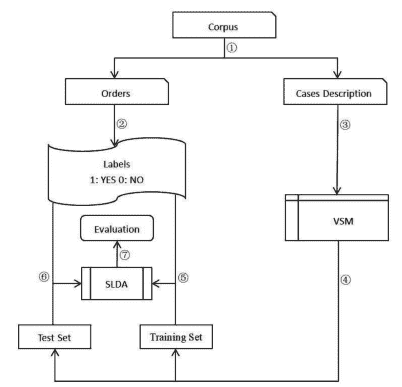 Corpus
①
Orders
Cases Description
②
③
Labels
1: YES 0: NO
Evaluation
VSM
⑦
⑥
SLDA
⑤
④
Test Set
Training Set